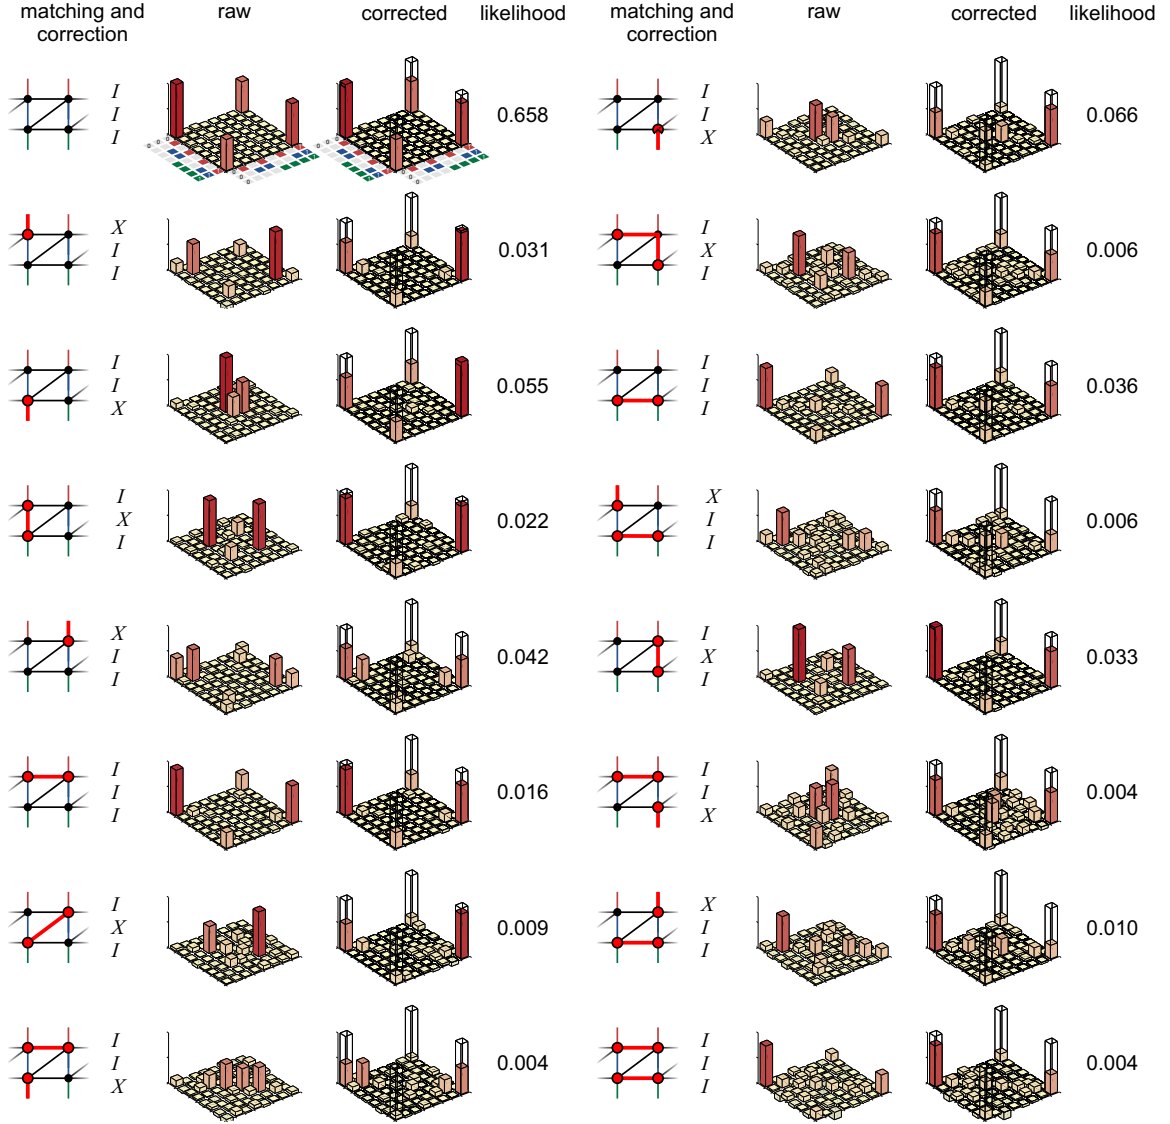 matching and correction raw corrected likelihood matching and correction raw corrected likelihood
I I I 0.658 I I X 0.066
X I I 0.031 I X I 0.006
I I X 0.055 I I I 0.036
I X I 0.022 X I I 0.006
X I I 0.042 I X I 0.033
I I I 0.016 I I X 0.004
I X I 0.009 X I I 0.010
I I X 0.004 I I I 0.004